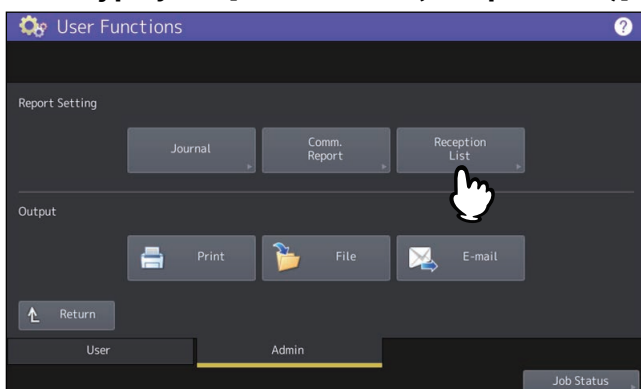 User Functions
?
Report Setting
Journal
Comm.
Report
Reception
List
Output
Print
File
E-mail
Return
User
Admin
Job Status